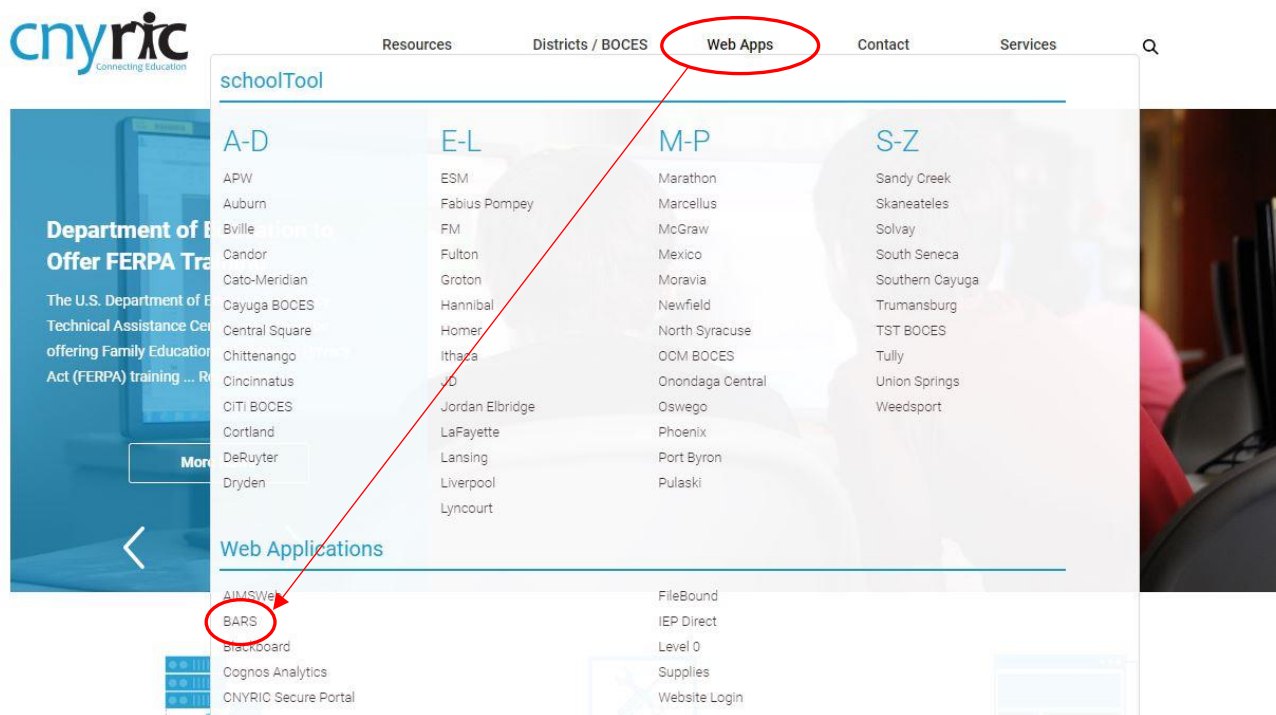 cnyric
Connecting Education
Resources
Districts / BOCES
Web Apps
Contact
Services
schoolTool
A-D
APW
Auburn
Bville
Candor
Cato-Meridian
Cayuga BOCES
Central Square
Chittenango
Cincinnatus
CITI BOCES
Cortland
DeRuyter
Dryden
E-L
ESM
Fabius Pompey
FM
Fulton
Groton
Hannibal
Homer
Ithaca
JD
Jordan Elbridge
LaFayette
Lansing
Liverpool
Lyncourt
M-P
Marathon
Marcellus
McGraw
Mexico
Moravia
Newfield
North Syracuse
OCM BOCES
Onondaga Central
Oswego
Phoenix
Port Byron
Pulaski
S-Z
Sandy Creek
Skaneateles
Solvay
South Seneca
Southern Cayuga
Trumansburg
TST BOCES
Tully
Union Springs
Weedsport
Department of Education to
Offer FERPA
The U.S. Department of
Technical Assistance
offering Family
Act (FERPA) training ...
More
Web Applications
AIMSWeb
BARS
Blackboard
Cognos Analytics
CNYRIC Secure Portal
FileBound
IEP Direct
Level 0
Supplies
Website Login